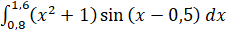 ∫_{0,8}^{1,6}(x² + 1) sin (x − 0,5) dx